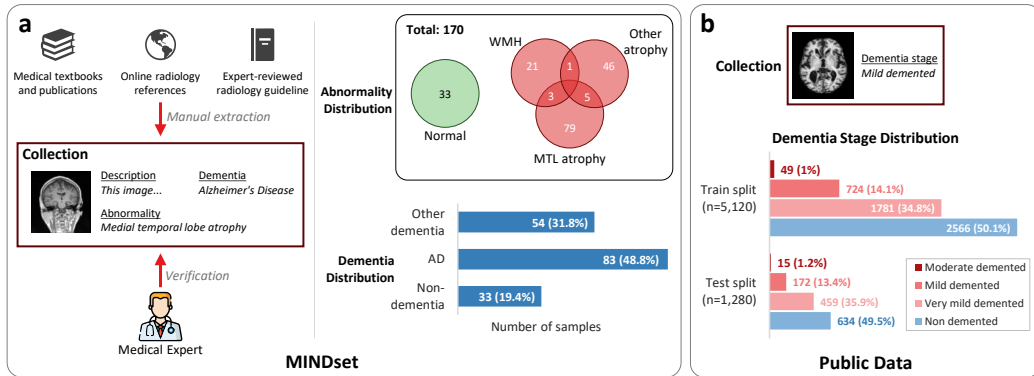 a
Medical textbooks
and publications
Online radiology
references
Expert-reviewed
radiology guideline
Manual extraction
Collection
Description
This image...
Dementia
Alzheimer's Disease
Abnormality
Medial temporal lobe atrophy
Verification
Medical Expert
Abnormality
Distribution
Total: 170
33
Normal
WMH
Other
atrophy
21
1
46
3
5
79
MTL atrophy
Dementia
Distribution
Other
dementia
54 (31.8%)
AD
83 (48.8%)
Non-
dementia
33 (19.4%)
Number of samples
MINDset
b
Collection
Dementia stage
Mild demented
Dementia Stage Distribution
Train split
(n=5,120)
49 (1%)
724 (14.1%)
1781 (34.8%)
2566 (50.1%)
Test split
(n=1,280)
15 (1.2%)
172 (13.4%)
459 (35.9%)
634 (49.5%)
Moderate demented
Mild demented
Very mild demented
Non demented
Public Data